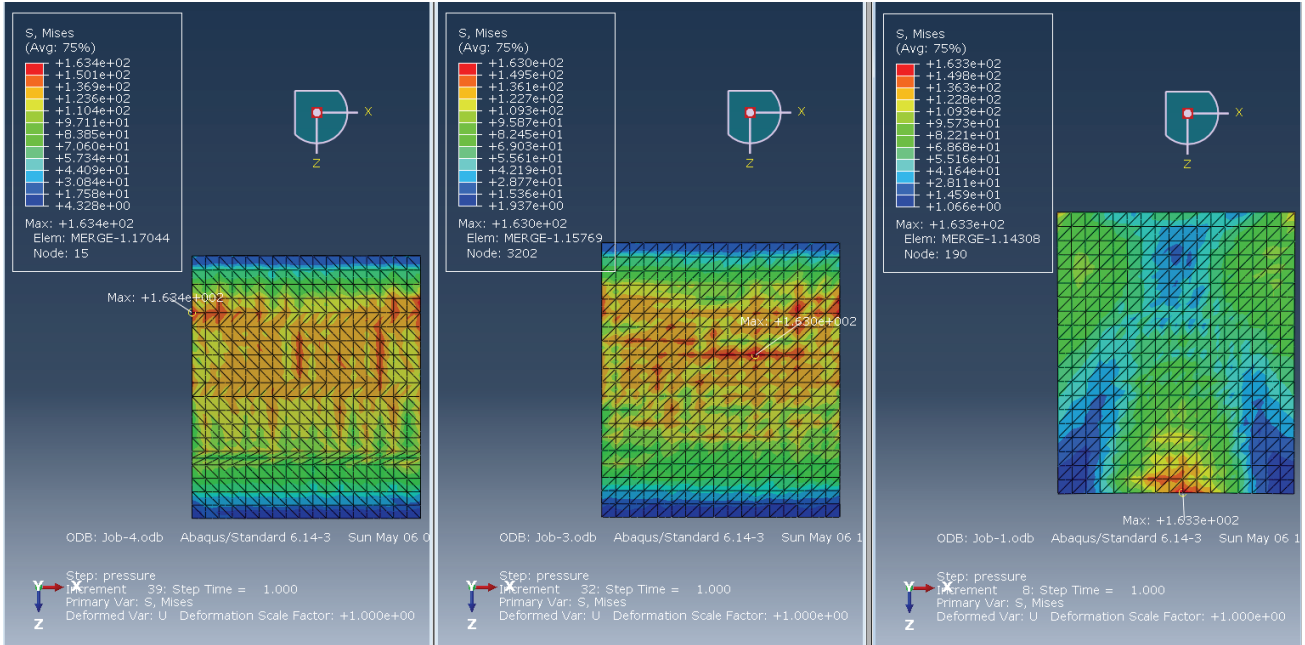 S, Mises
(Avg: 75%)
+1.634e+02
+1.501e+02
+1.369e+02
+1.236e+02
+1.104e+02
+9.711e+01
+8.385e+01
+7.060e+01
+5.734e+01
+4.409e+01
+3.084e+01
+1.758e+01
+4.328e+00
Max: +1.634e+02
Elem: MERGE-1.17044
Node: 15
X
Z
Max: +1.634e+002
ODB: Job-4.odb Abaqus/Standard 6.14-3 Sun May 06 0
Step: pressure
Increment 39: Step Time = 1.000
Primary Var: S, Mises
Deformed Var: U Deformation Scale Factor: +1.000e+00
Y X
Z
S, Mises
(Avg: 75%)
+1.630e+02
+1.495e+02
+1.361e+02
+1.227e+02
+1.093e+02
+9.587e+01
+8.245e+01
+6.903e+01
+5.561e+01
+4.219e+01
+2.877e+01
+1.536e+01
+1.937e+00
Max: +1.630e+02
Elem: MERGE-1.15769
Node: 3202
X
Z
Max: +1.630e+002
ODB: Job-3.odb Abaqus/Standard 6.14-3 Sun May 06 1
Step: pressure
Increment 32: Step Time = 1.000
Primary Var: S, Mises
Deformed Var: U Deformation Scale Factor: +1.000e+00
Y X
Z
S, Mises
(Avg: 75%)
+1.633e+02
+1.498e+02
+1.363e+02
+1.228e+02
+1.093e+02
+9.573e+01
+8.221e+01
+6.868e+01
+5.516e+01
+4.164e+01
+2.811e+01
+1.459e+01
+1.066e+00
Max: +1.633e+02
Elem: MERGE-1.14308
Node: 190
X
Z
Max: +1.633e+002
ODB: Job-1.odb Abaqus/Standard 6.14-3 Sun May 06 1
Step: pressure
Increment 8: Step Time = 1.000
Primary Var: S, Mises
Deformed Var: U Deformation Scale Factor: +1.000e+00
Y X
Z